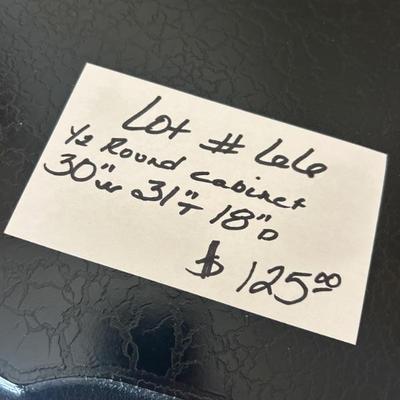 Lot # 66
1/2 Round Cabinet
30"w 31"T 18"D
$125.00